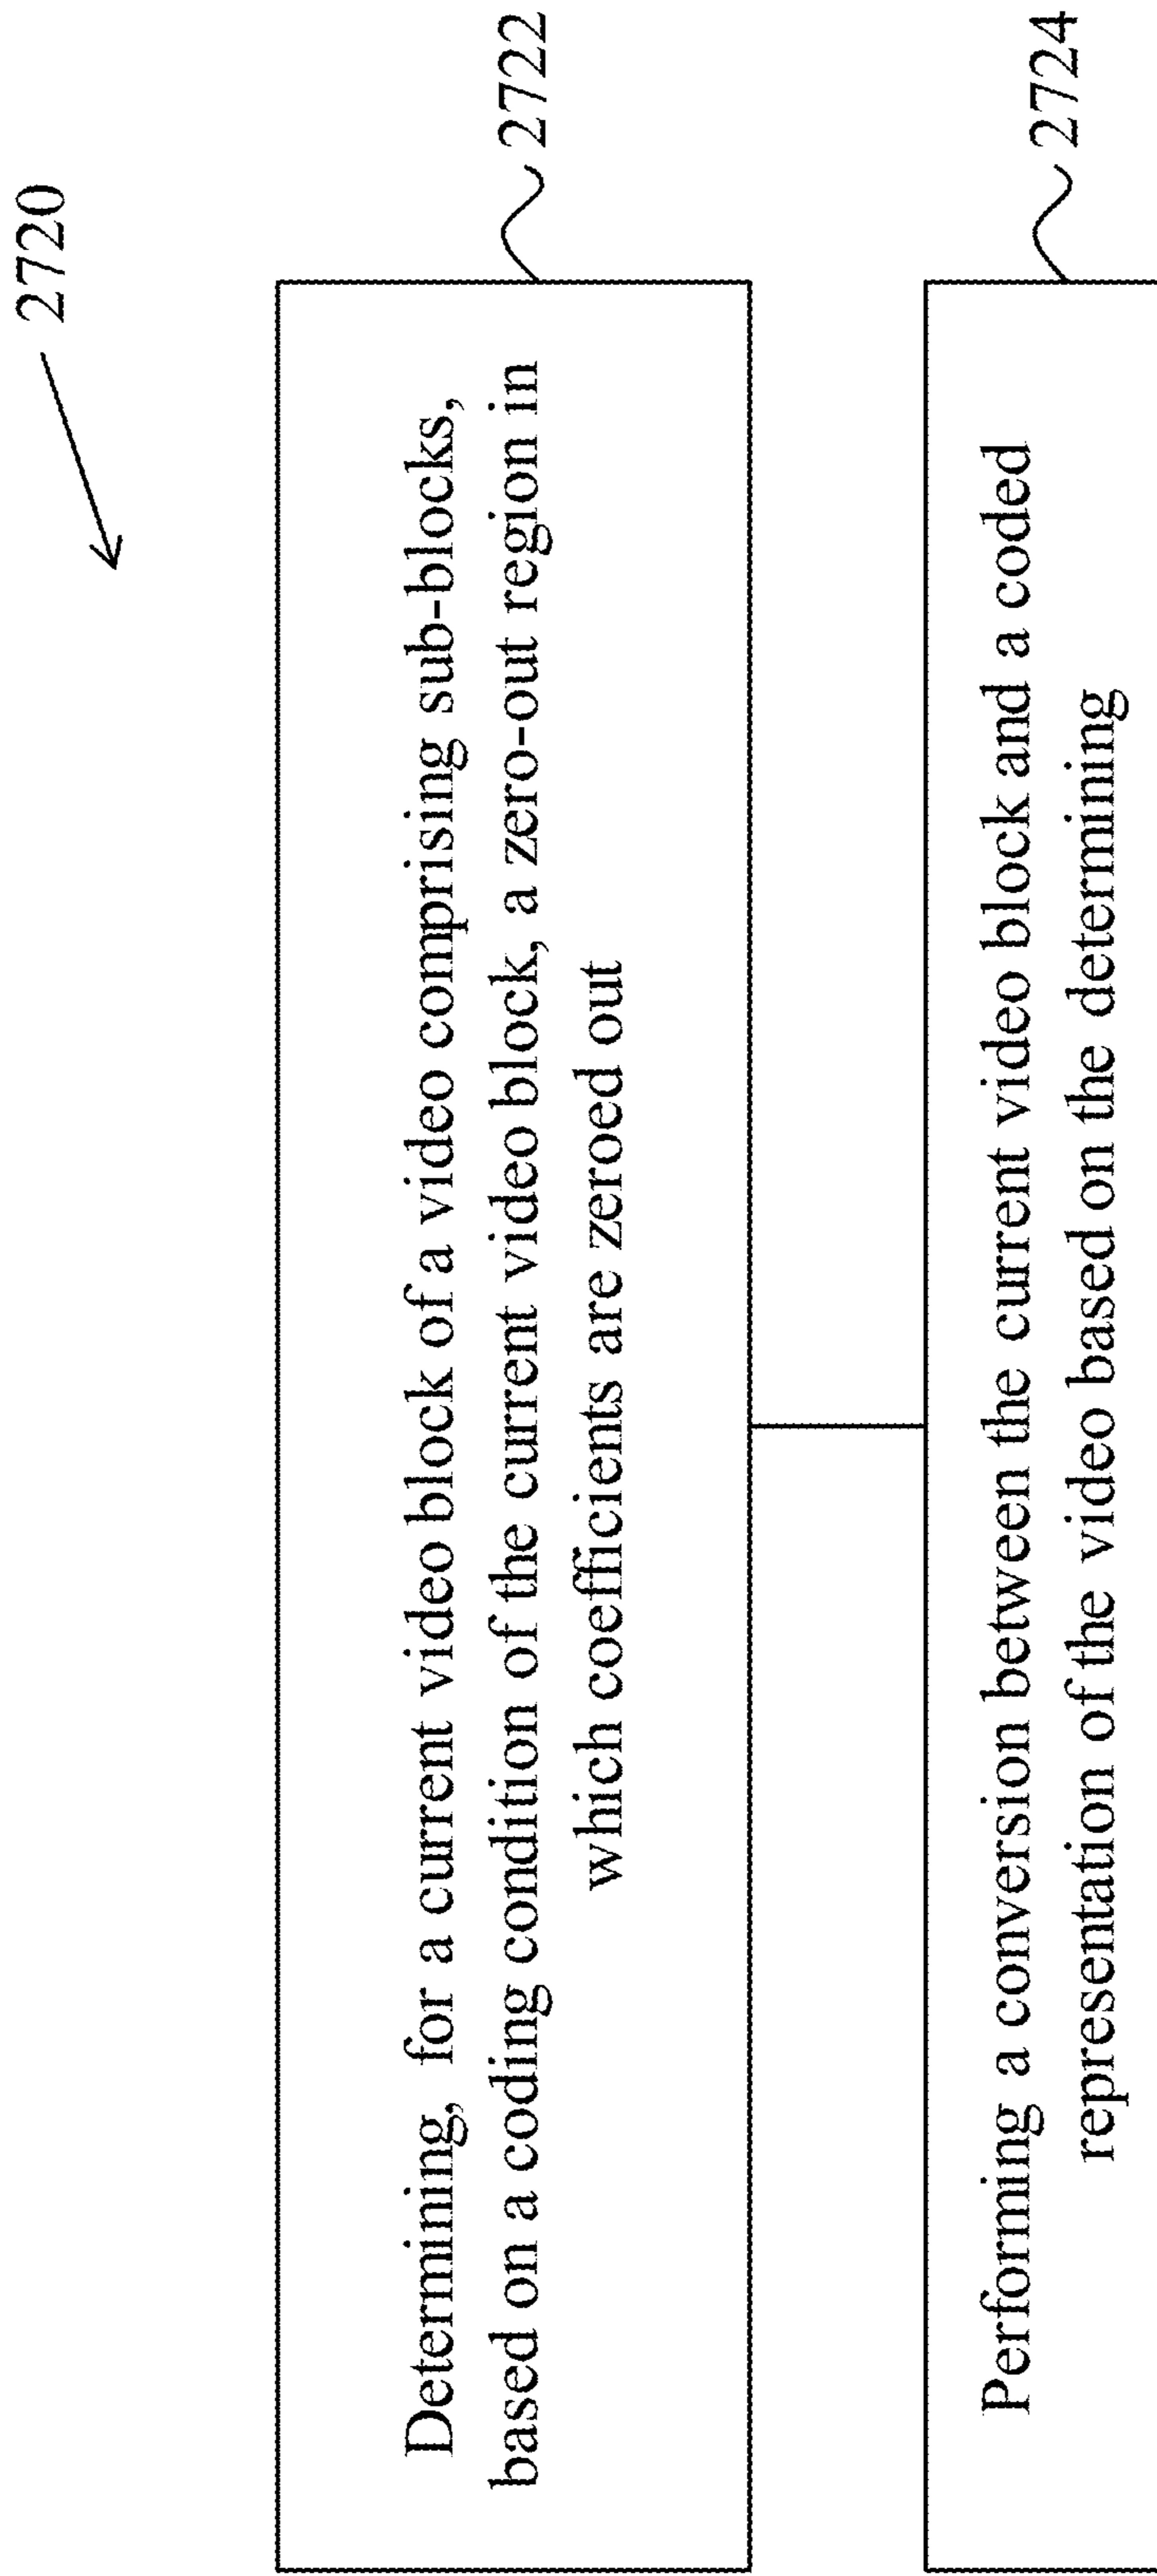 2720
Determining, for a current video block of a video comprising sub-blocks,
based on a coding condition of the current video block, a zero-out region in
which coefficients are zeroed out
2722
Performing a conversion between the current video block and a coded
representation of the video based on the determining
2724